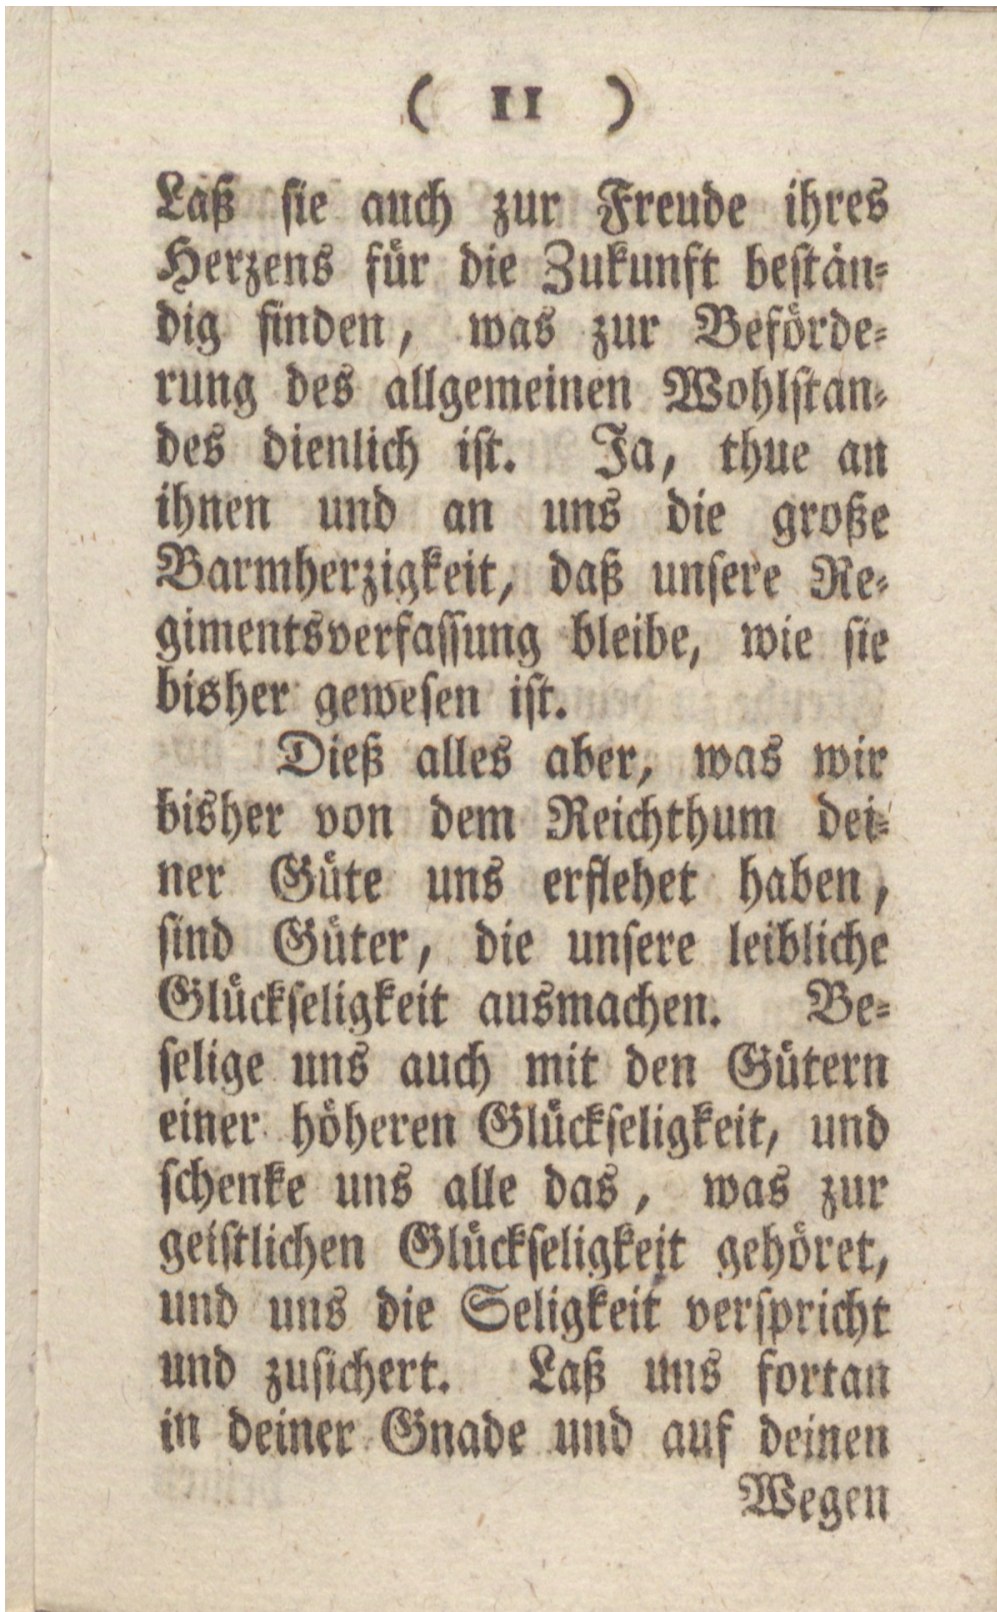 ( 11 )
Laß sie auch zur Freude ihres
Herzens für die Zukunft bestän-
dig finden, was zur Beförde-
rung des allgemeinen Wohlstan-
des dienlich ist. Ja, thue an
ihnen und an uns die große
Barmherzigkeit, daß unsere Re-
gimentsverfassung bleibe, wie sie
bisher gewesen ist.
Dieß alles aber, was wir
bisher von dem Reichthum dei-
ner Güte uns erflehet haben,
sind Güter, die unsere leibliche
Glückseligkeit ausmachen. Be-
selige uns auch mit den Gütern
einer höheren Glückseligkeit, und
schenke uns alle das, was zur
geistlichen Glückseligkeit gehöret,
und uns die Seligkeit verspricht
und zusichert. Laß uns fortan
in deiner Gnade und auf deinen
Wegen